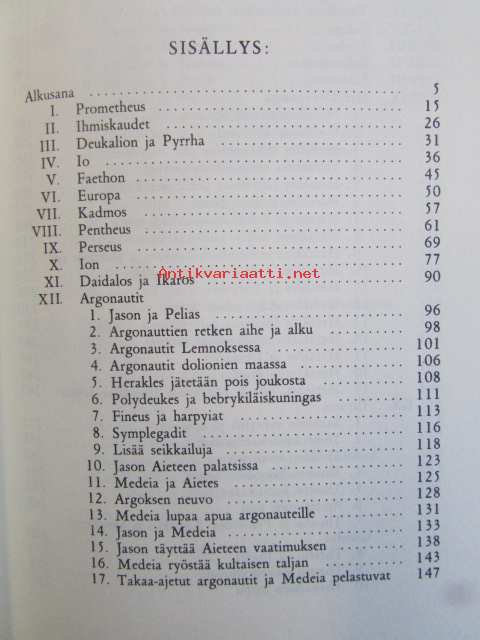 SISÄLLYS:
Alkusana ........ 5
I. Prometheus ........ 15
II. Ihmiskaudet ........ 26
III. Deukalion ja Pyrrha ........ 31
IV. Io ........ 36
V. Faethon ........ 45
VI. Europa ........ 50
VII. Kadmos ........ 57
VIII. Pentheus ........ 61
IX. Perseus ........ 69
X. Ion ........ 77
Antikvariaatti.net
XI. Daidalos ja Ikaros ........ 90
XII. Argonautit
1. Jason ja Pelias ........ 96
2. Argonauttien retken aihe ja alku ........ 98
3. Argonautit Lemnoksessa ........ 101
4. Argonautit dolionien maassa ........ 106
5. Herakles jätetään pois joukosta ........ 108
6. Polydeukes ja bebrykiläiskuningas ........ 111
7. Fineus ja harpyiat ........ 113
8. Symplegadit ........ 116
9. Lisää seikkailuja ........ 118
10. Jason Aieteen palatsissa ........ 123
11. Medeia ja Aietes ........ 125
12. Argoksen neuvo ........ 128
13. Medeia lupaa apua argonauteille ........ 131
14. Jason ja Medeia ........ 133
15. Jason täyttää Aieteen vaatimuksen ........ 138
16. Medeia ryöstää kultaisen taljan ........ 143
17. Takaa-ajetut argonautit ja Medeia pelastuvat ........ 147